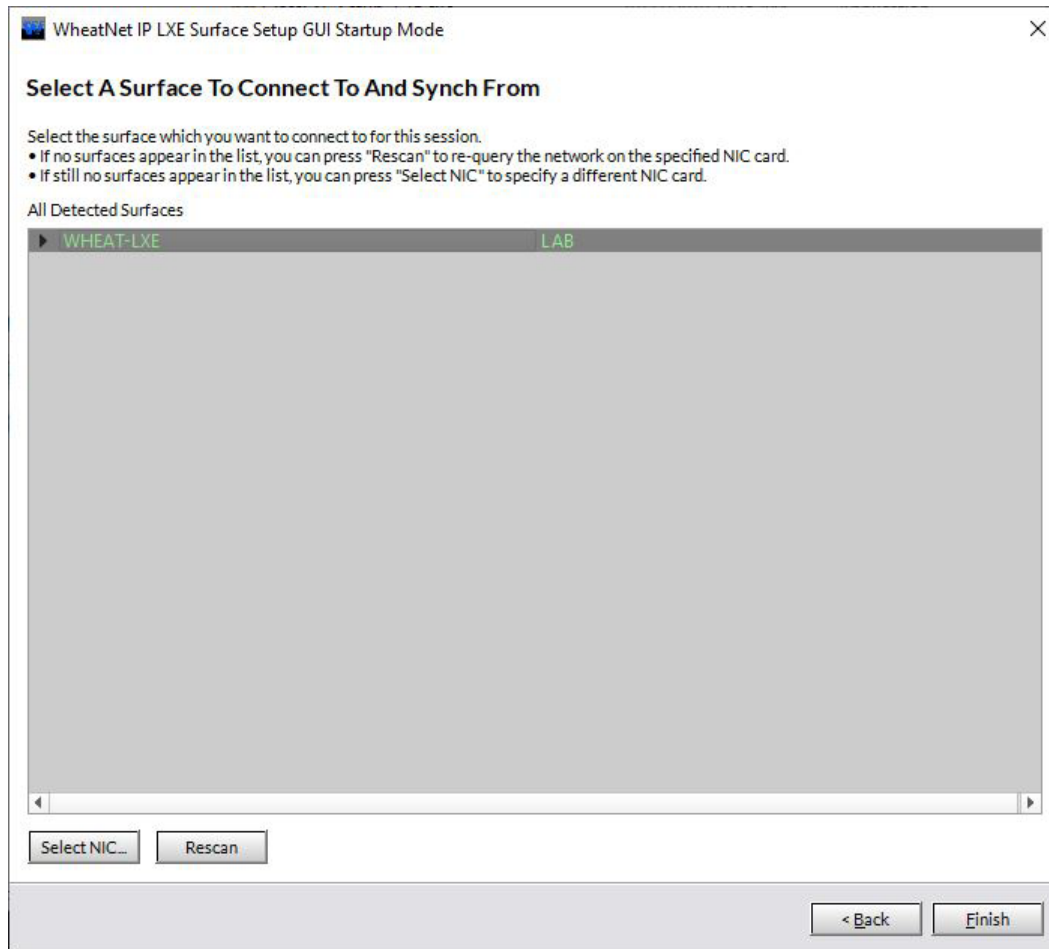 WheatNet IP LXE Surface Setup GUI Startup Mode
Select A Surface To Connect To And Synch From
Select the surface which you want to connect to for this session.
• If no surfaces appear in the list, you can press "Rescan" to re-query the network on the specified NIC card.
• If still no surfaces appear in the list, you can press "Select NIC" to specify a different NIC card.
All Detected Surfaces
WHEAT-LXE LAB
Select NIC... Rescan
< Back Finish